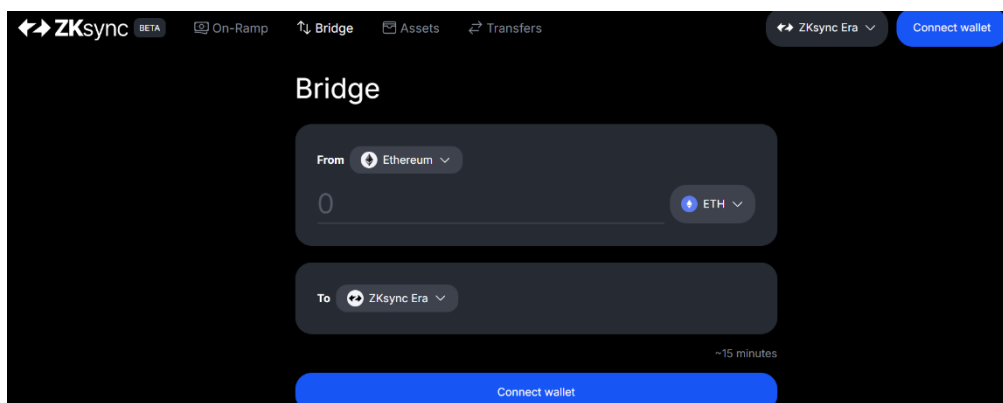 ZKsync BETA On-Ramp Bridge Assets Transfers ZKsync Era Connect wallet
Bridge
From Ethereum
0 ETH
To ZKsync Era
~15 minutes
Connect wallet